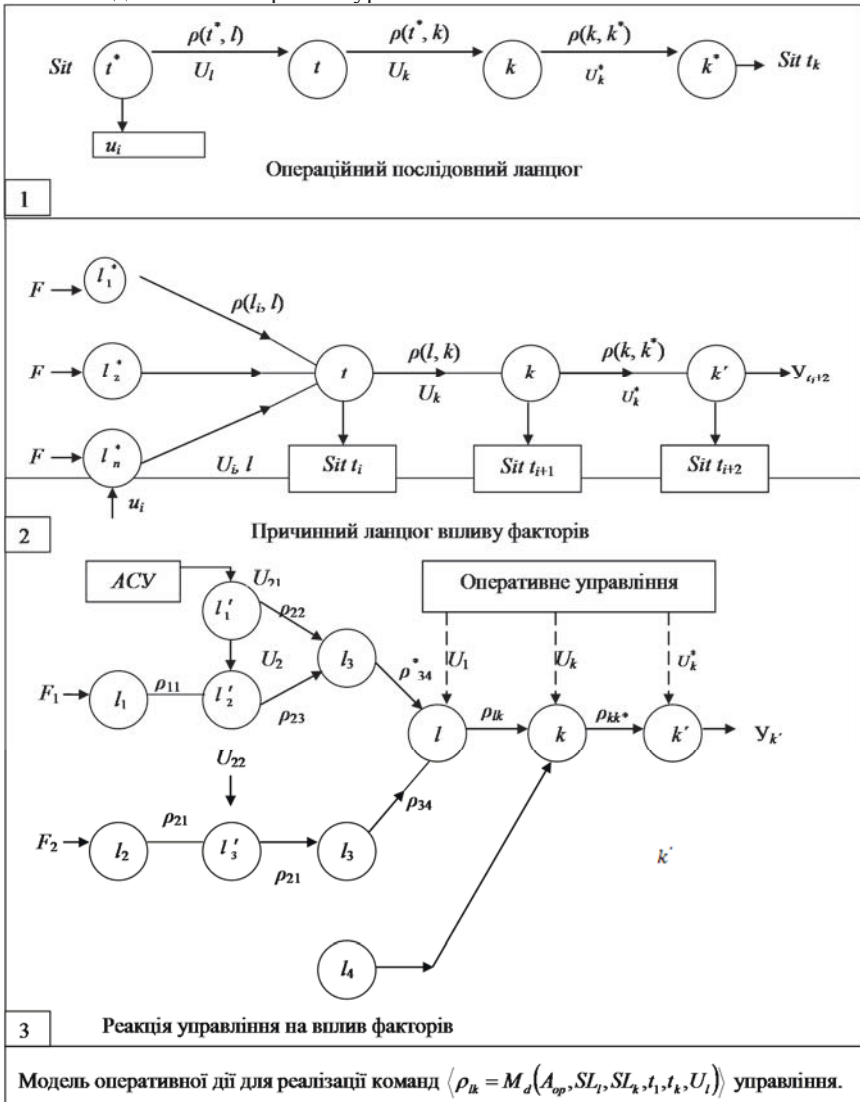 ρ(t*, l) ρ(t*, k) ρ(k, k*)
Sit t* t k k* Sit t_k
U_l U_k U*_k
u_i
Операційний послідовний ланцюг
1
l*_1
F
ρ(l_i, l)
ρ(l, k) ρ(k, k*)
F l*_2 t k k′ У_{t_i+2}
U_k U*_k
F l*_n U_i, l Sit t_i Sit t_{i+1} Sit t_{i+2}
u_i
2 Причинний ланцюг впливу факторів
АСУ U_21 Оперативне управління
l_1′ ρ_22
U_2 l_3 ρ*_34 U_1 U_k U*_k
F_1 l_1 ρ_11 l_2′ ρ_23
l ρ_lk k ρ_kk* k′ У_k′
U_22
ρ_34
F_2 l_2 ρ_21 l_3′ ρ_21 l_3 k′
l_4
3 Реакція управління на вплив факторів
Модель оперативної дії для реалізації команд ⟨ρ_lk = M_d(A_op, SL_l, SL_k, t_1, t_k, U_l)⟩ управління.